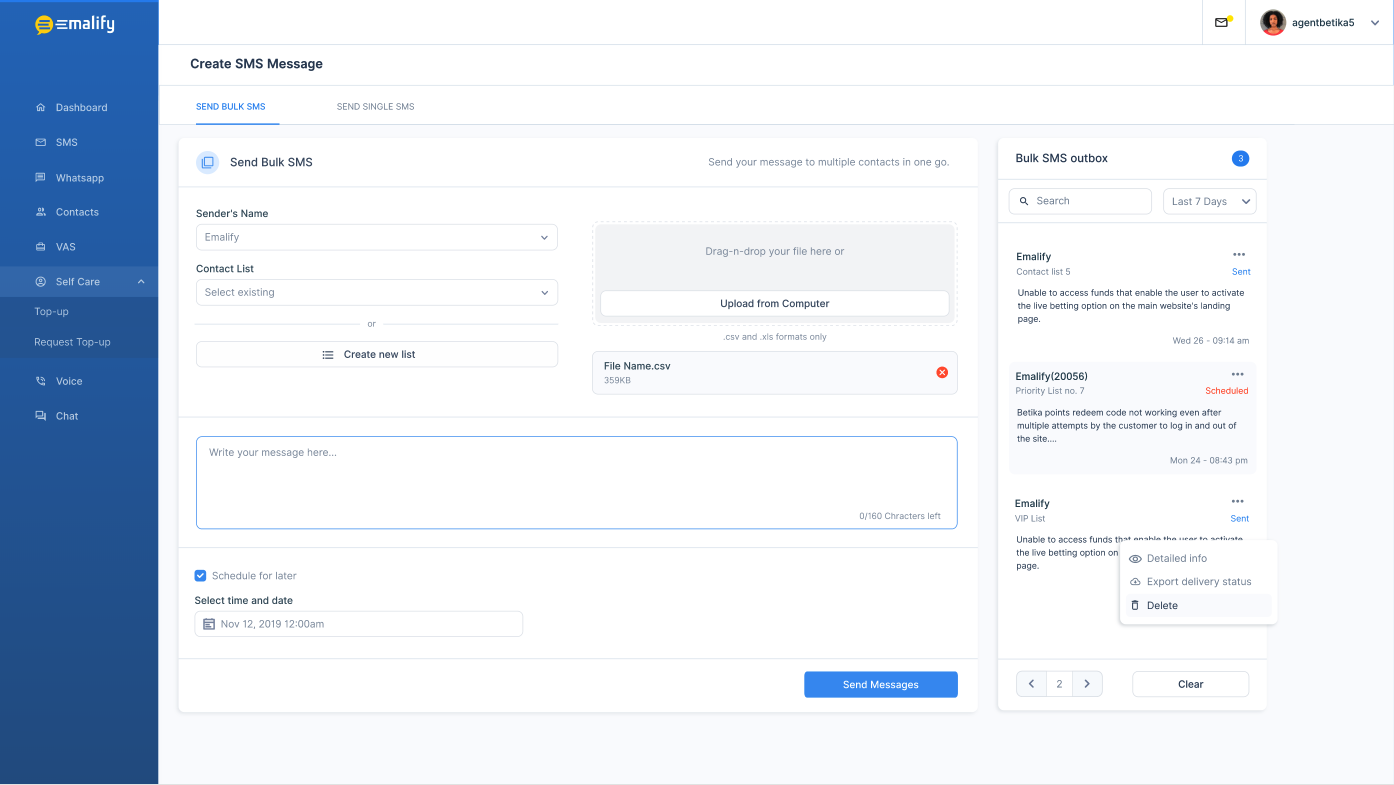 Emalify
agentbetika5
Create SMS Message
Dashboard
SMS
Whatsapp
Contacts
VAS
Self Care
Top-up
Request Top-up
Voice
Chat
SEND BULK SMS
SEND SINGLE SMS
Send Bulk SMS
Send your message to multiple contacts in one go.
Sender's Name
Emalify
Contact List
Select existing
or
Create new list
Drag-n-drop your file here or
Upload from Computer
.csv and .xls formats only
File Name.csv
359KB
Write your message here...
0/160 Chracters left
Schedule for later
Select time and date
Nov 12, 2019 12:00am
Send Messages
Bulk SMS outbox
3
Search
Last 7 Days
Emalify
Contact list 5
Sent
Unable to access funds that enable the user to activate
the live betting option on the main website's landing
page.
Wed 26 - 09:14 am
Emalify(20056)
Priority List no. 7
Scheduled
Betika points redeem code not working even after
multiple attempts by the customer to log in and out of
the site....
Mon 24 - 08:43 pm
Emalify
VIP List
Sent
Unable to access funds that enable the user to activate
the live betting option on
page.
Detailed info
Export delivery status
Delete
2
Clear